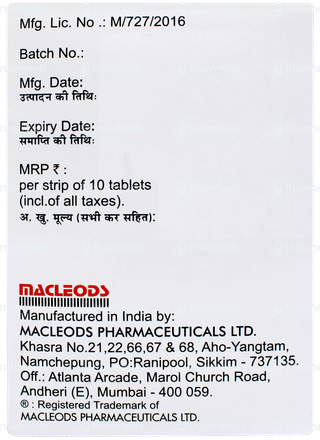 Mfg. Lic. No .: M/727/2016
Batch No.:
Mfg. Date:
उत्पादन की तिथिः
Expiry Date:
समाप्ति की तिथिः
MRP ₹ :
per strip of 10 tablets
(incl.of all taxes).
अ. खु. मूल्य (सभी कर सहित):
MACLEODS
Manufactured in India by:
MACLEODS PHARMACEUTICALS LTD.
Khasra No.21,22,66,67 & 68, Aho-Yangtam,
Namchepung, PO:Ranipool, Sikkim - 737135.
Off.: Atlanta Arcade, Marol Church Road,
Andheri (E), Mumbai - 400 059.
® : Registered Trademark of
MACLEODS PHARMACEUTICALS LTD.